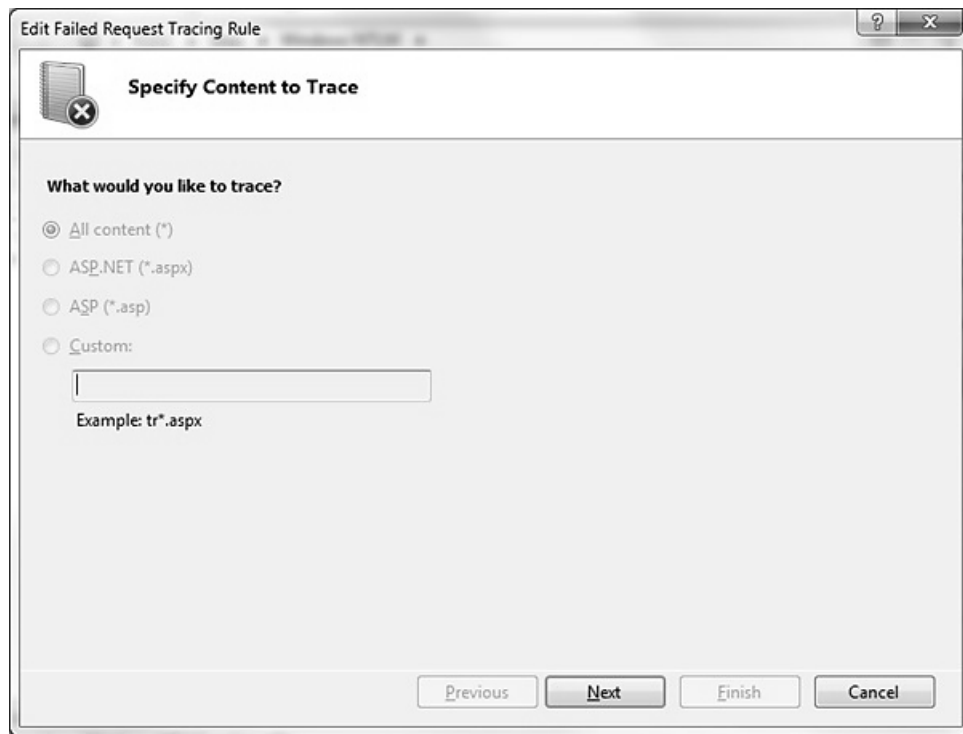 Edit Failed Request Tracing Rule
?
Specify Content to Trace
What would you like to trace?
All content (*)
ASP.NET (*.aspx)
ASP (*.asp)
Custom:
Example: tr*.aspx
Previous Next Finish Cancel